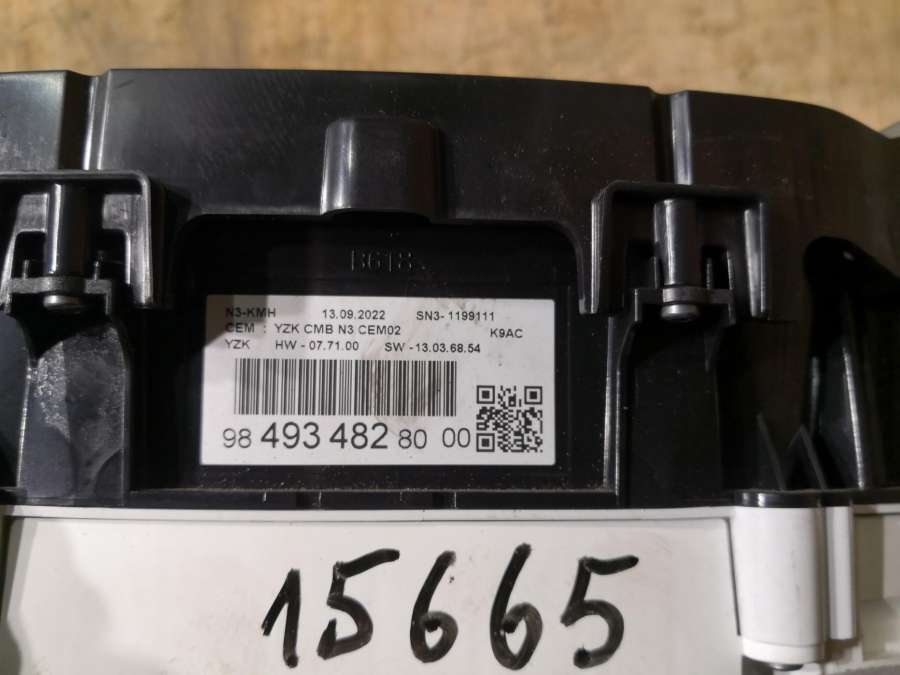 B618
N3-KMH 13.09.2022 SN3- 1199111
CEM : YZK CMB N3 CEM02 K9AC
YZK HW - 07.71.00 SW -13.03.68.54
98 493 482 80 00
15665